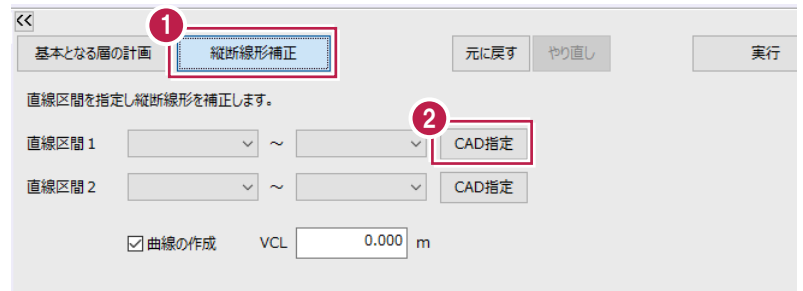 <<
1
基本となる層の計画 縦断線形補正 元に戻す やり直し 実行
直線区間を指定し縦断線形を補正します。
2
直線区間1 ～ CAD指定
直線区間2 ～ CAD指定
曲線の作成 VCL 0.000 m